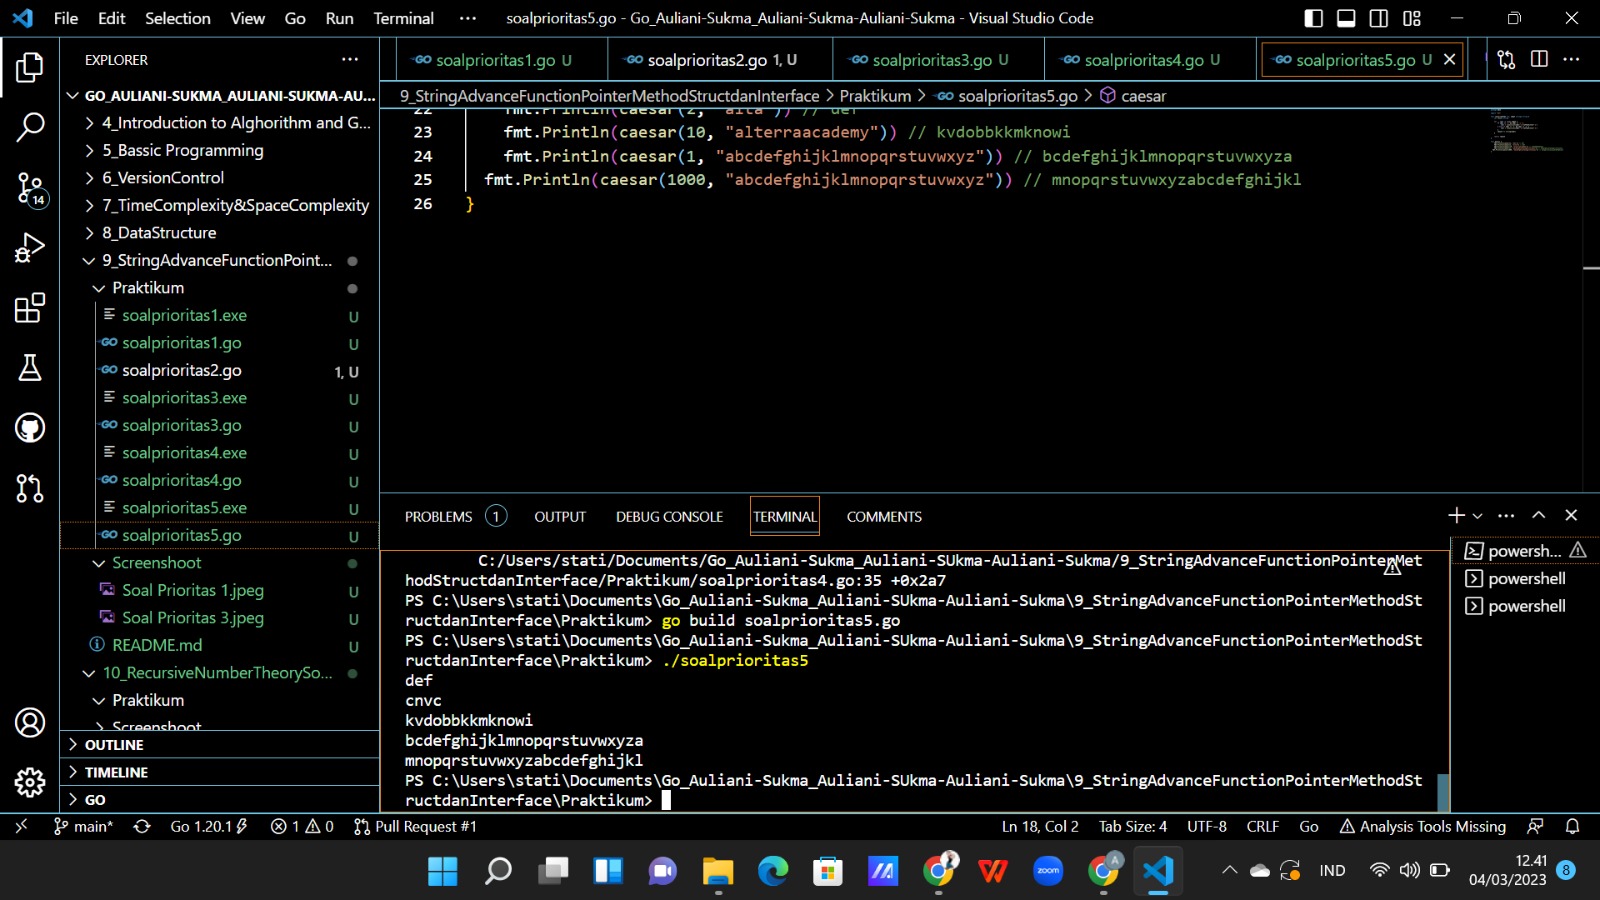 File Edit Selection View Go Run Terminal ··· soalprioritas5.go - Go_Auliani-Sukma_Auliani-Sukma-Auliani-Sukma - Visual Studio Code
EXPLORER
GO_AULIANI-SUKMA_AULIANI-SUKMA-AU...
4_Introduction to Alghorithm and G...
5_Bassic Programming
6_VersionControl
7_TimeComplexity&SpaceComplexity
8_DataStructure
9_StringAdvanceFunctionPoint...
Praktikum
soalprioritas1.exe U
soalprioritas1.go U
soalprioritas2.go 1, U
soalprioritas3.exe U
soalprioritas3.go U
soalprioritas4.exe U
soalprioritas4.go U
soalprioritas5.exe U
soalprioritas5.go U
Screenshoot
Soal Prioritas 1.jpeg U
Soal Prioritas 3.jpeg U
README.md U
10_RecursiveNumberTheorySo...
Praktikum
Screenshoot
OUTLINE
TIMELINE
GO
14
soalprioritas1.go U soalprioritas2.go 1, U soalprioritas3.go U soalprioritas4.go U soalprioritas5.go U
9_StringAdvanceFunctionPointerMethodStructdanInterface > Praktikum > soalprioritas5.go > caesar
22 fmt.Println(caesar(2, "alta")) // def
23 fmt.Println(caesar(10, "alterraacademy")) // kvdobbkkmknowi
24 fmt.Println(caesar(1, "abcdefghijklmnopqrstuvwxyz")) // bcdefghijklmnopqrstuvwxyza
25 fmt.Println(caesar(1000, "abcdefghijklmnopqrstuvwxyz")) // mnopqrstuvwxyzabcdefghijkl
26 }
PROBLEMS 1 OUTPUT DEBUG CONSOLE TERMINAL COMMENTS
C:/Users/stati/Documents/Go_Auliani-Sukma_Auliani-SUkma-Auliani-Sukma/9_StringAdvanceFunctionPointerMet
hodStructdanInterface/Praktikum/soalprioritas4.go:35 +0x2a7
PS C:\Users\stati\Documents\Go_Auliani-Sukma_Auliani-SUkma-Auliani-Sukma\9_StringAdvanceFunctionPointerMethodSt
ructdanInterface\Praktikum> go build soalprioritas5.go
PS C:\Users\stati\Documents\Go_Auliani-Sukma_Auliani-SUkma-Auliani-Sukma\9_StringAdvanceFunctionPointerMethodSt
ructdanInterface\Praktikum> ./soalprioritas5
def
cnvc
kvdobbkkmknowi
bcdefghijklmnopqrstuvwxyza
mnopqrstuvwxyzabcdefghijkl
PS C:\Users\stati\Documents\Go_Auliani-Sukma_Auliani-SUkma-Auliani-Sukma\9_StringAdvanceFunctionPointerMethodSt
ructdanInterface\Praktikum>
powersh...
powershell
powershell
main* Go 1.20.1 1 0 Pull Request #1 Ln 18, Col 2 Tab Size: 4 UTF-8 CRLF Go Analysis Tools Missing
zoom
IND
12.41
04/03/2023
8